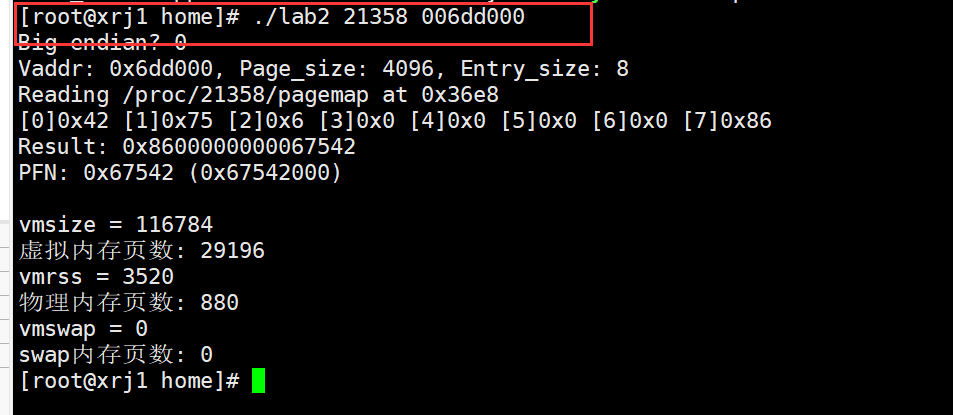 [root@xrj1 home]# ./lab2 21358 006dd000
Big endian? 0
Vaddr: 0x6dd000, Page_size: 4096, Entry_size: 8
Reading /proc/21358/pagemap at 0x36e8
[0]0x42 [1]0x75 [2]0x6 [3]0x0 [4]0x0 [5]0x0 [6]0x0 [7]0x86
Result: 0x8600000000067542
PFN: 0x67542 (0x67542000)
vmsize = 116784
虚拟内存页数: 29196
vmrss = 3520
物理内存页数: 880
vmswap = 0
swap内存页数: 0
[root@xrj1 home]#